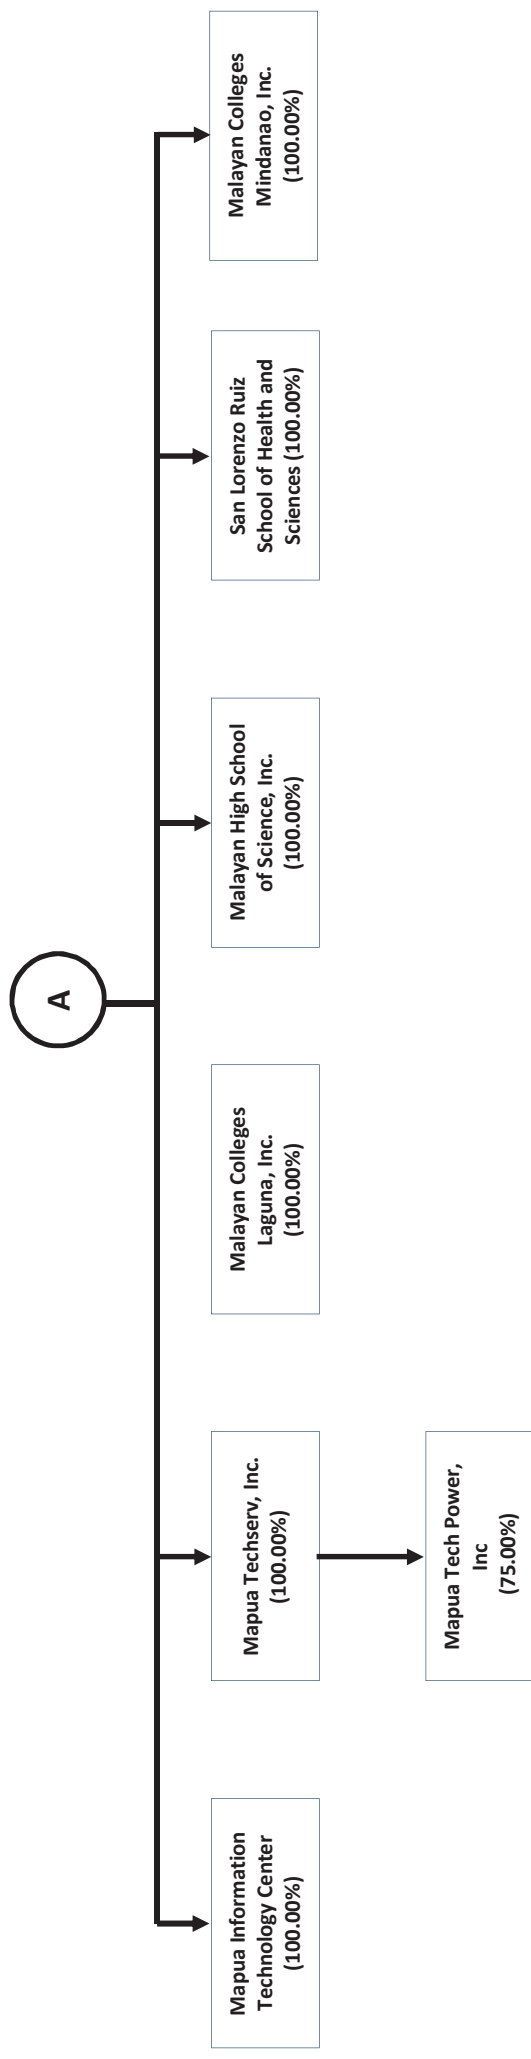 A
Mapua Information
Technology Center
(100.00%)
Mapua Techserv, Inc.
(100.00%)
Malayan Colleges
Laguna, Inc.
(100.00%)
Malayan High School
of Science, Inc.
(100.00%)
San Lorenzo Ruiz
School of Health and
Sciences (100.00%)
Malayan Colleges
Mindanao, Inc.
(100.00%)
Mapua Tech Power,
Inc
(75.00%)